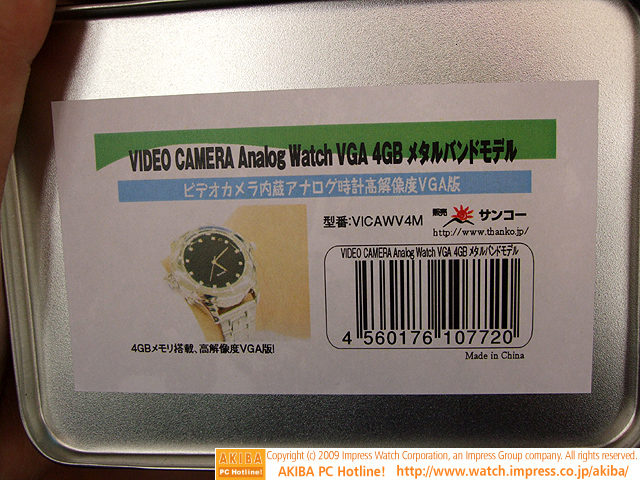 VIDEO CAMERA Analog Watch VGA 4GB メタルバンドモデル
ビデオカメラ内蔵アナログ時計高解像度VGA版
型番:VICAWV4M
販売 サンコー
http://www.thanko.jp/
VIDEO CAMERA Analog Watch VGA 4GB メタルバンドモデル
4 560176 107720
4GBメモリ搭載、高解像度VGA版!
Made in China
AKIBA
PC Hotline!
Copyright (c) 2009 Impress Watch Corporation, an Impress Group company. All rights reserved.
AKIBA PC Hotline! http://www.watch.impress.co.jp/akiba/